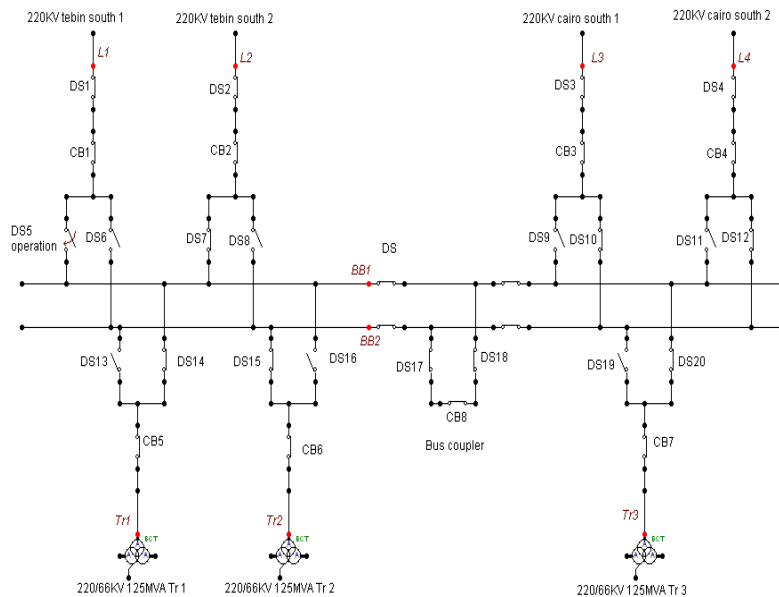 220KV tebin south 1
220KV tebin south 2
220KV cairo south 1
220KV cairo south 2
L1
L2
L3
L4
DS1
DS2
DS3
DS4
CB1
CB2
CB3
CB4
DS5
operation
DS6
DS7
DS8
DS
DS9
DS10
DS11
DS12
BB1
BB2
DS13
DS14
DS15
DS16
DS17
DS18
DS19
DS20
CB8
CB5
CB6
Bus coupler
CB7
Tr1
Tr2
Tr3
BCT
BCT
BCT
A
A
A
A
A
A
A
A
A
220/66KV 125MVA Tr 1
220/66KV 125MVA Tr 2
220/66KV 125MVA Tr 3